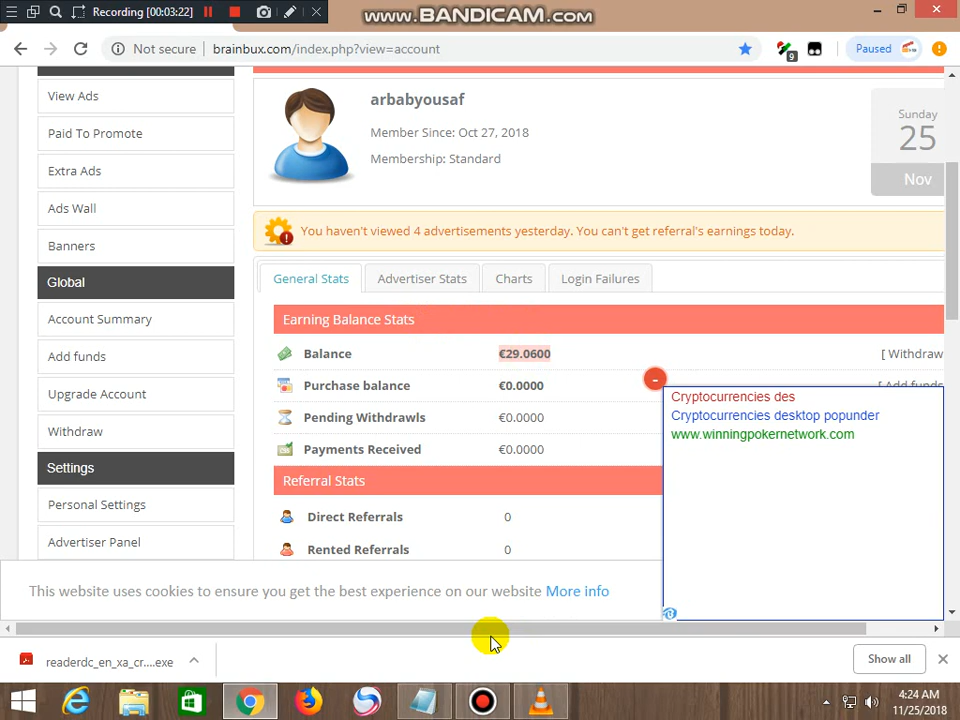 Recording [00:03:22]
www.BANDICAM.com
Not secure
brainbux.com/index.php?view=account
9
Paused
View Ads
Paid To Promote
Extra Ads
Ads Wall
Banners
Global
Account Summary
Add funds
Upgrade Account
Withdraw
Settings
Personal Settings
Advertiser Panel
arbabyousaf
Member Since: Oct 27, 2018
Membership: Standard
Sunday
25
Nov
You haven't viewed 4 advertisements yesterday. You can't get referral's earnings today.
General Stats
Advertiser Stats
Charts
Login Failures
Earning Balance Stats
Balance €29.0600 [ Withdraw
Purchase balance €0.0000 [ Add funds
Pending Withdrawls €0.0000
Payments Received €0.0000
Referral Stats
Direct Referrals 0
Rented Referrals 0
Cryptocurrencies des
Cryptocurrencies desktop popunder
www.winningpokernetwork.com
This website uses cookies to ensure you get the best experience on our website More info
readerdc_en_xa_cr....exe
Show all
4:24 AM
11/25/2018